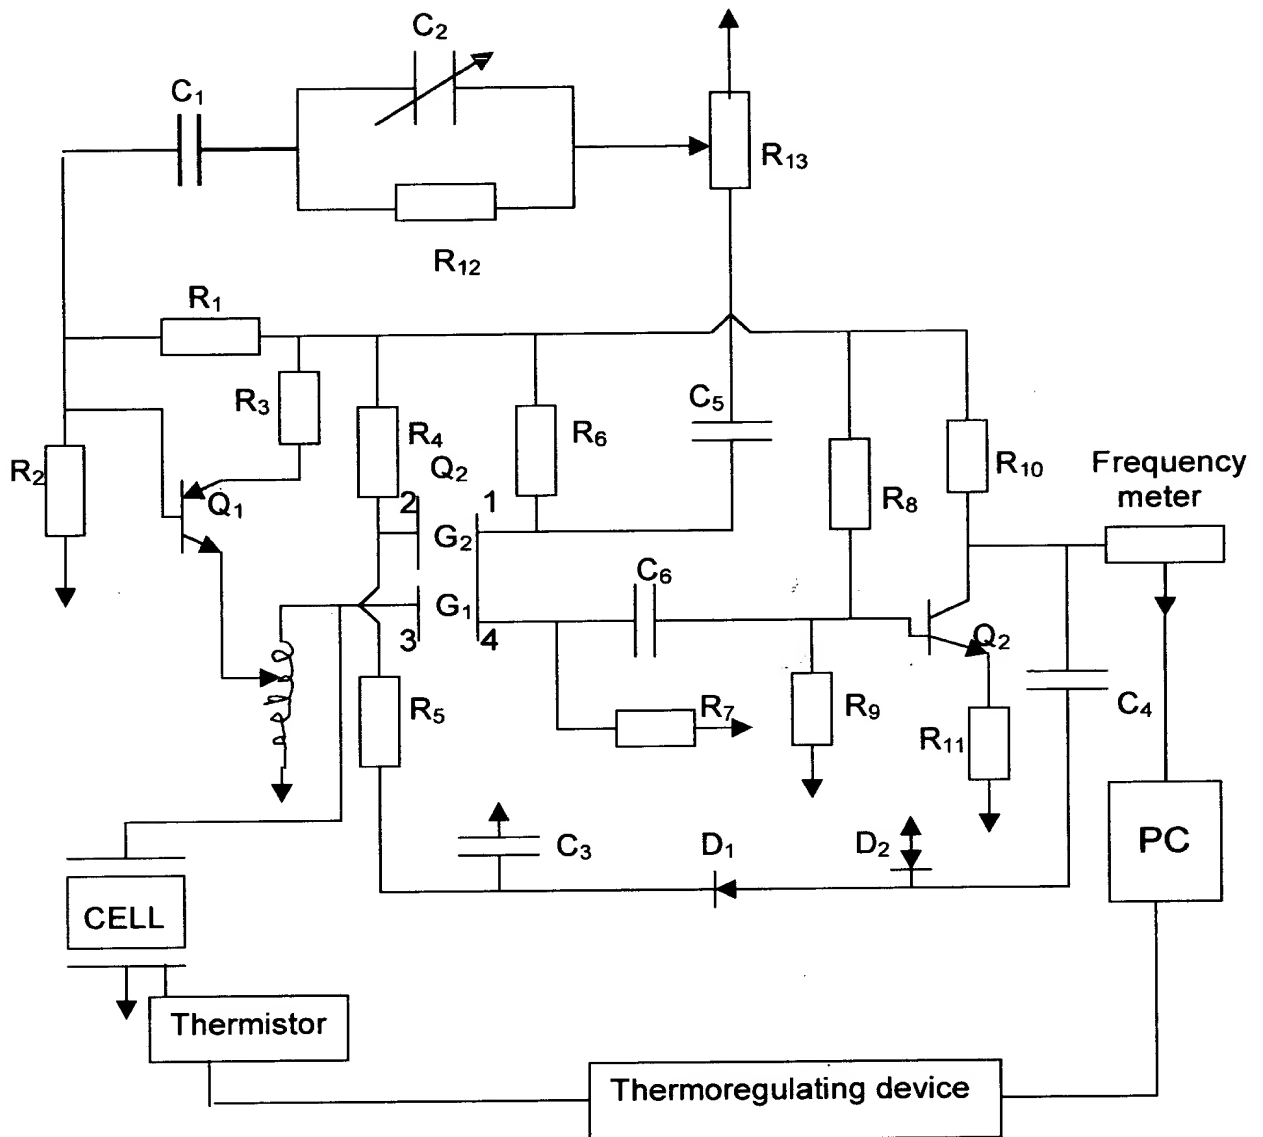 C₂
C₁
R₁₃
R₁₂
R₁
R₃
C₅
R₄
R₆
Q₂
R₂
Q₁
2
1
G₂
R₈
R₁₀
Frequency
meter
C₆
G₁
3
4
Q₂
R₅
R₇
R₉
R₁₁
C₄
C₃
D₁
D₂
PC
CELL
Thermistor
Thermoregulating device